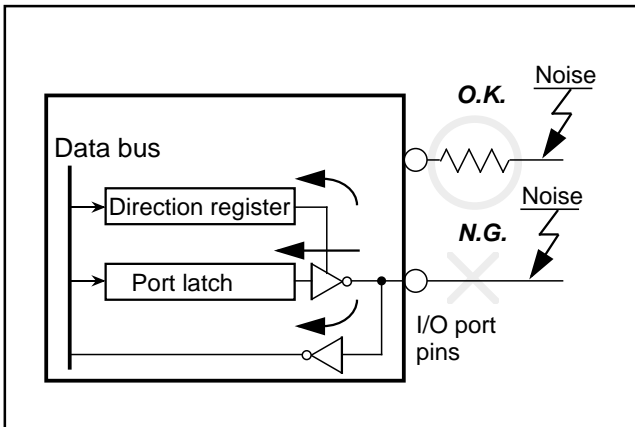 Noise
O.K.
Data bus
Direction register
Noise
N.G.
Port latch
I/O port
pins